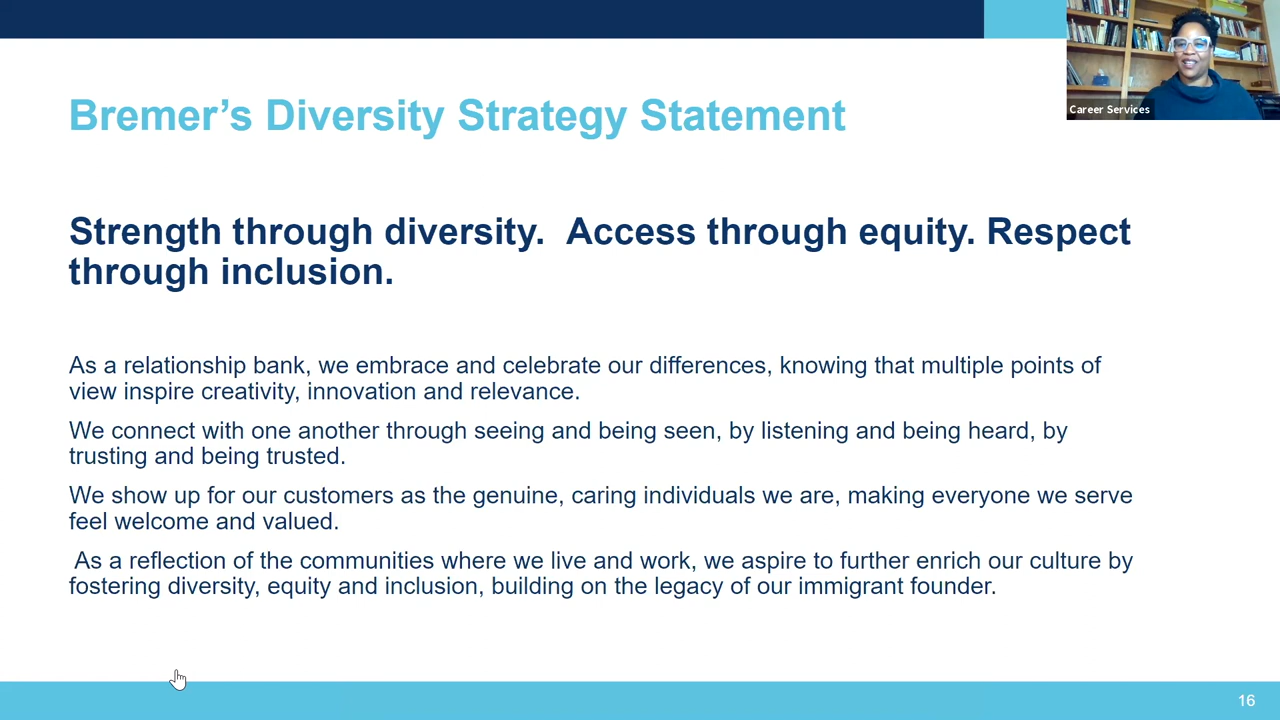 Career Services
Bremer’s Diversity Strategy Statement
Strength through diversity.  Access through equity. Respect
through inclusion.
As a relationship bank, we embrace and celebrate our differences, knowing that multiple points of
view inspire creativity, innovation and relevance.
We connect with one another through seeing and being seen, by listening and being heard, by
trusting and being trusted.
We show up for our customers as the genuine, caring individuals we are, making everyone we serve
feel welcome and valued.
As a reflection of the communities where we live and work, we aspire to further enrich our culture by
fostering diversity, equity and inclusion, building on the legacy of our immigrant founder.
16